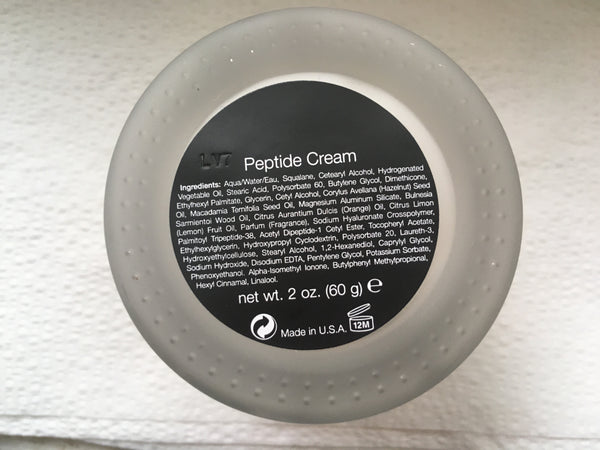 LV7
Peptide Cream
Ingredients: Aqua/Water/Eau, Squalane, Cetearyl Alcohol, Hydrogenated
Vegetable Oil, Stearic Acid, Polysorbate 60, Butylene Glycol, Dimethicone,
Ethylhexyl Palmitate, Glycerin, Cetyl Alcohol, Corylus Avellana (Hazelnut) Seed
Oil, Macadamia Ternifolia Seed Oil, Magnesium Aluminum Silicate, Bulnesia
Sarmientoi Wood Oil, Citrus Aurantium Dulcis (Orange) Oil, Citrus Limon
(Lemon) Fruit Oil, Parfum (Fragrance), Sodium Hyaluronate Crosspolymer,
Palmitoyl Tripeptide-38, Acetyl Dipeptide-1 Cetyl Ester, Tocopheryl Acetate,
Ethylhexylglycerin, Hydroxypropyl Cyclodextrin, Polysorbate 20, Laureth-3,
Hydroxyethylcellulose, Stearyl Alcohol, 1,2-Hexanediol, Caprylyl Glycol,
Sodium Hydroxide, Disodium EDTA, Pentylene Glycol, Potassium Sorbate,
Phenoxyethanol. Alpha-Isomethyl Ionone, Butylphenyl Methylpropional,
Hexyl Cinnamal, Linalool.
net wt. 2 oz. (60 g) e
Made in U.S.A. 12M